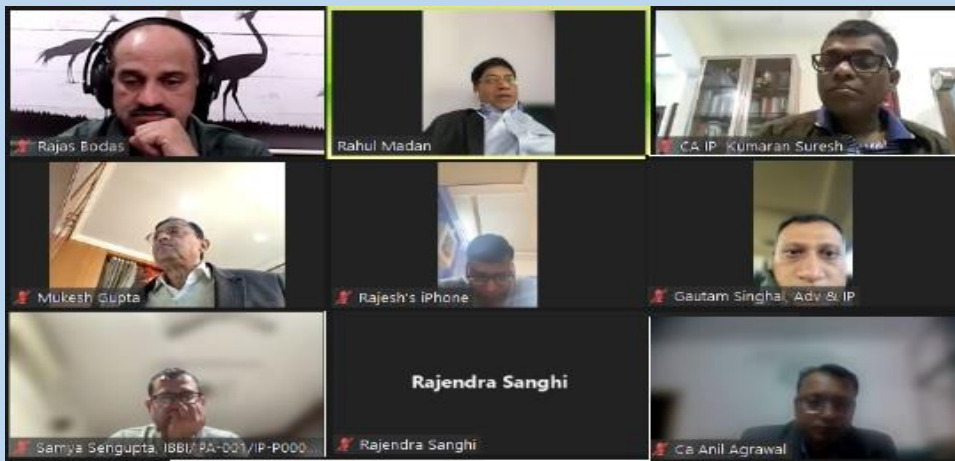 Rajas Bodas
Rahul Madan
CA IP Kumaran Suresh
Mukesh Gupta
Rajesh's iPhone
Gautam Singhal, Adv & IP
Rajendra Sanghi
Samya Sengupta, IBBI/IPA-001/IP-P000...
Rajendra Sanghi
Ca Anil Agrawal